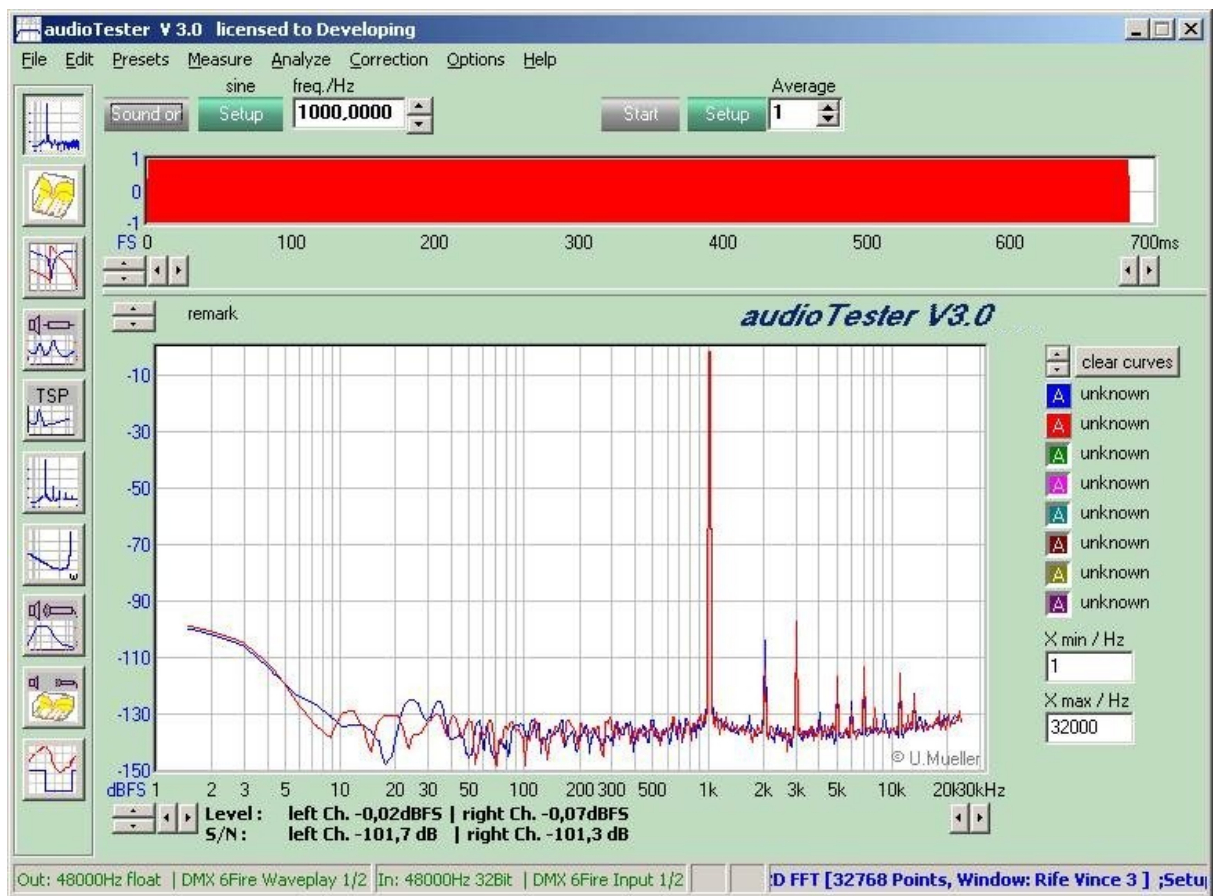 audioTester V 3.0 licensed to Developing
File Edit Presets Measure Analyze Correction Options Help
sine freq./Hz Average
Sound on Setup 1000,0000 Start Setup 1
1
0
-1
FS 0 100 200 300 400 500 600 700ms
remark audioTester V3.0
clear curves
-10
A unknown
TSP
A unknown
-30
A unknown
A unknown
-50
A unknown
A unknown
-70
A unknown
-90
A unknown
X min / Hz
-110
1
-130
X max / Hz
32000
© U.Mueller
-150
dBFS 1 2 3 5 10 20 30 50 100 200 300 500 1k 2k 3k 5k 10k 20k30kHz
Level : left Ch. -0,02dBFS | right Ch. -0,07dBFS
S/N : left Ch. -101,7 dB | right Ch. -101,3 dB
Out: 48000Hz float | DMX 6Fire Waveplay 1/2 In: 48000Hz 32Bit | DMX 6Fire Input 1/2 :D FFT [32768 Points, Window: Rife Vince 3 ] ;Setu